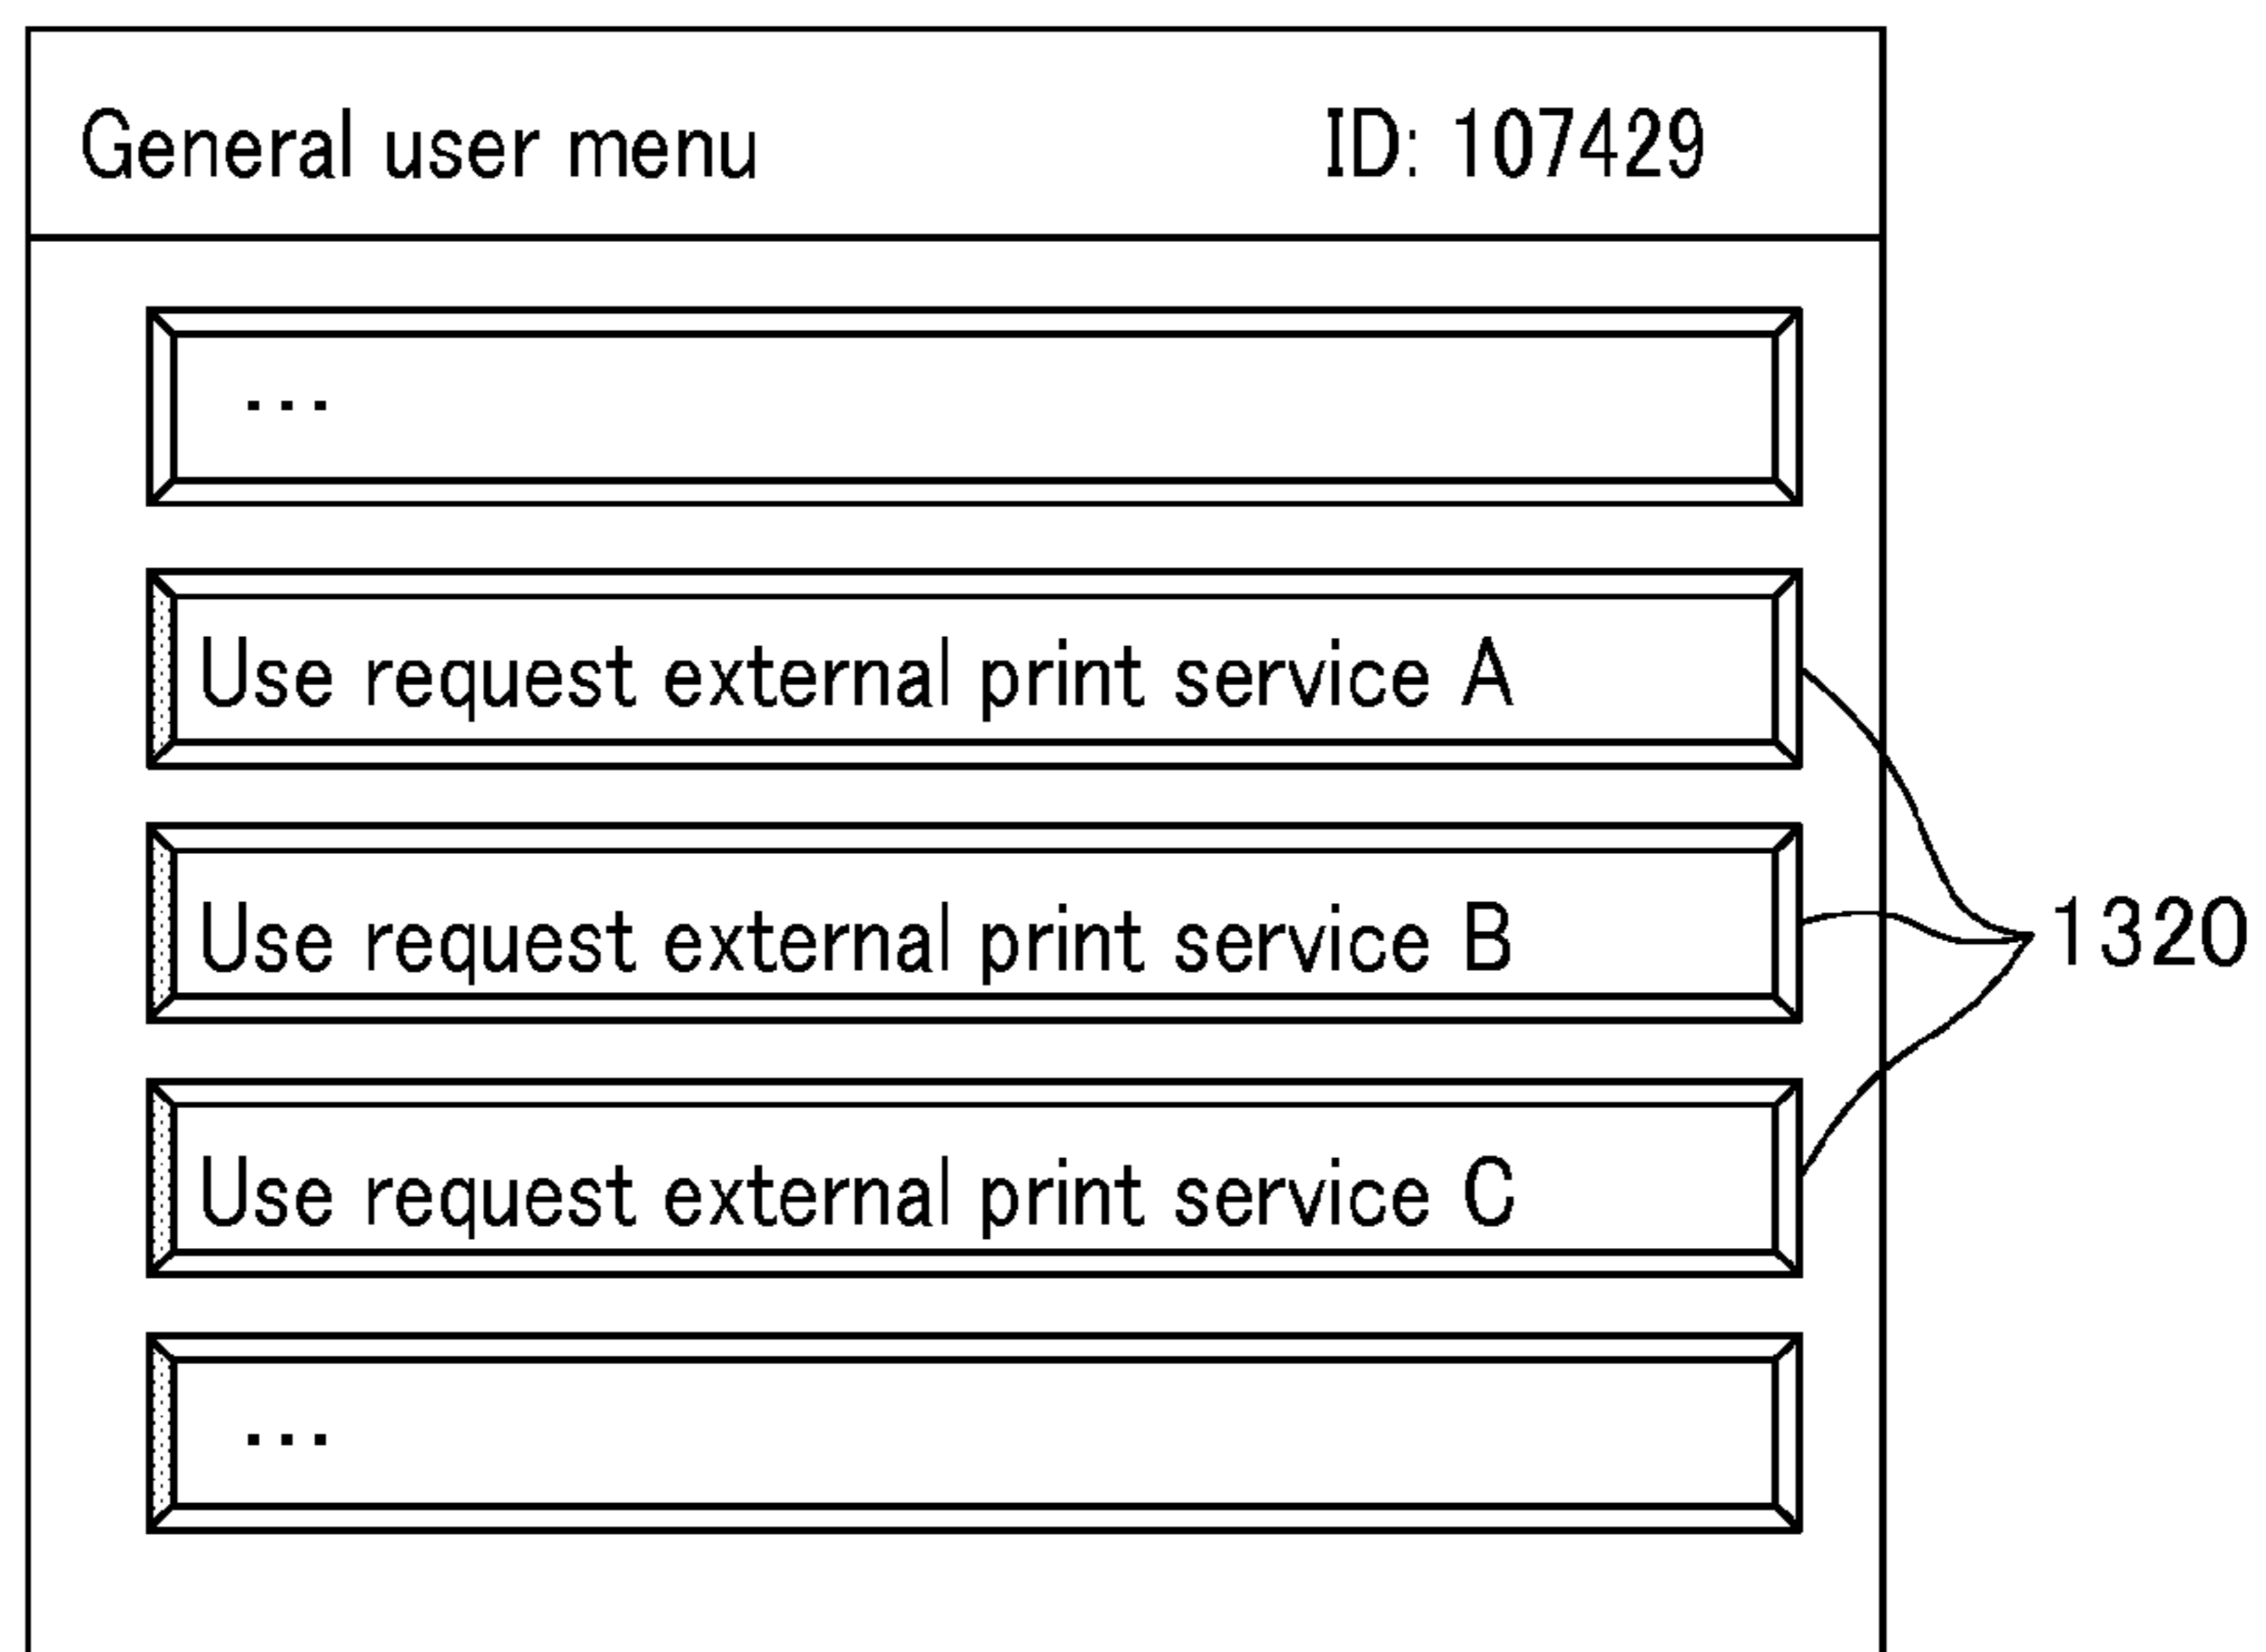 General user menu ID: 107429
...
Use request external print service A
Use request external print service B
1320
Use request external print service C
...